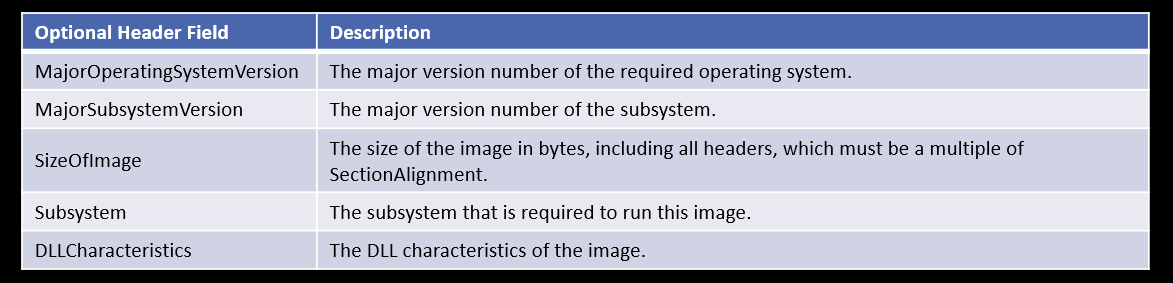 Optional Header Field Description
MajorOperatingSystemVersion The major version number of the required operating system.
MajorSubsystemVersion The major version number of the subsystem.
SizeOfImage The size of the image in bytes, including all headers, which must be a multiple of
SectionAlignment.
Subsystem The subsystem that is required to run this image.
DLLCharacteristics The DLL characteristics of the image.